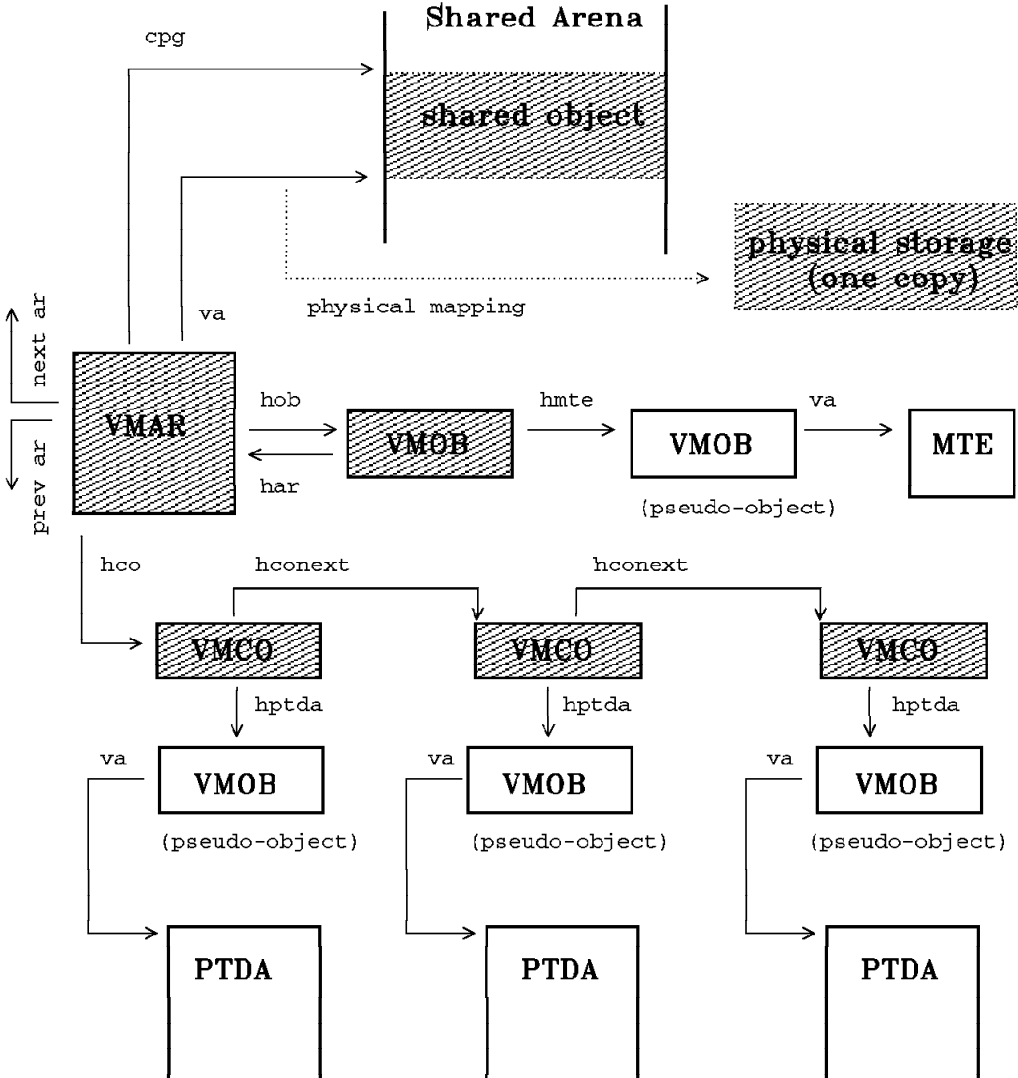 Shared Arena
cpg
shared object
physical storage
(one copy)
physical mapping
va
next ar
prev ar
VMAR
hob
har
VMOB
hmte
VMOB
(pseudo-object)
va
MTE
hco
hconext
hconext
VMCO
VMCO
VMCO
hptda
hptda
hptda
va
va
va
VMOB
VMOB
VMOB
(pseudo-object)
(pseudo-object)
(pseudo-object)
PTDA
PTDA
PTDA